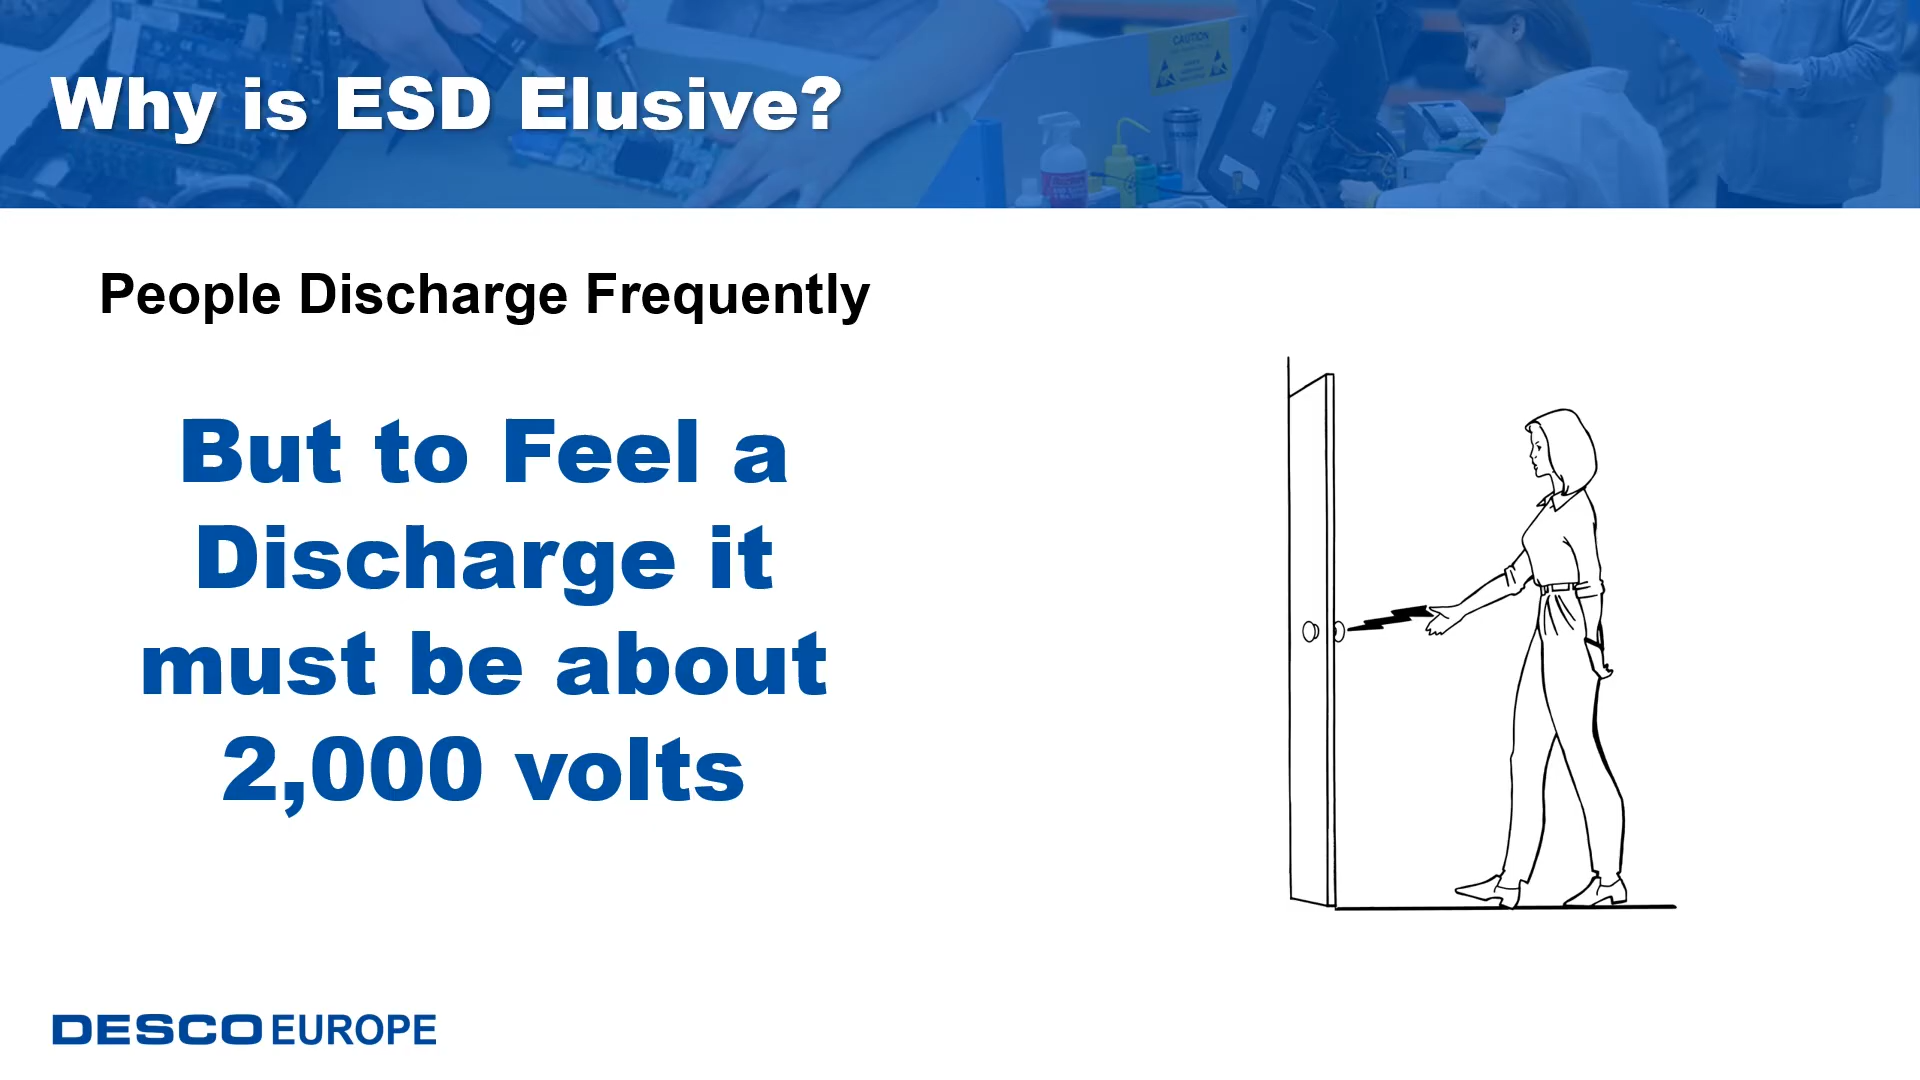 Why is ESD Elusive?
CAUTION
People Discharge Frequently
But to Feel a
Discharge it
must be about
2,000 volts
DESCO EUROPE